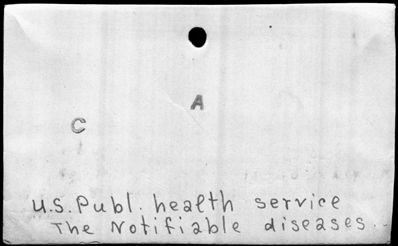 A
C
U.S. Publ. health service
The Notifiable diseases.